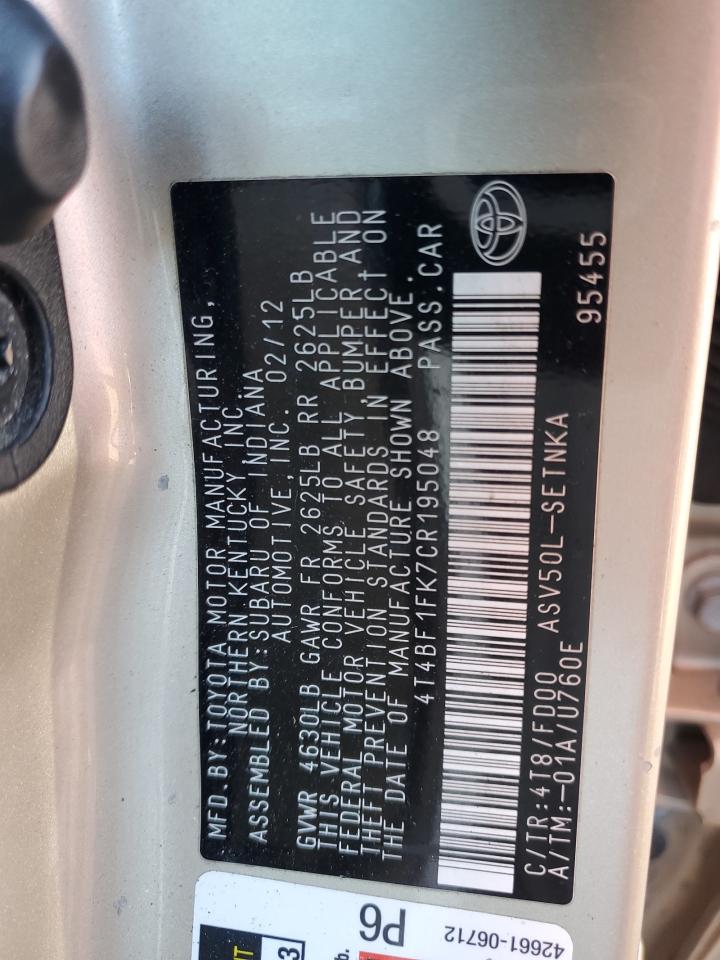 MFD.BY:TOYOTA MOTOR MANUFACTURING,
NORTHERN KENTUCKY INC.
ASSEMBLED BY:SUBARU OF INDIANA
AUTOMOTIVE,INC. 02/12
GVWR 4630LB GAWR FR 2625LB RR 2625LB
THIS VEHICLE CONFORMS TO ALL APPLICABLE
FEDERAL MOTOR VEHICLE SAFETY,BUMPER,AND
THEFT PREVENTION STANDARDS IN EFFECT ON
THE DATE OF MANUFACTURE SHOWN ABOVE.
4T4BF1FK7CR195048 PASS.CAR
C/TR:4T8/FD00 ASV50L-SETNKA
A/TM:-01A/U760E
95455
P6
42661-06712
3